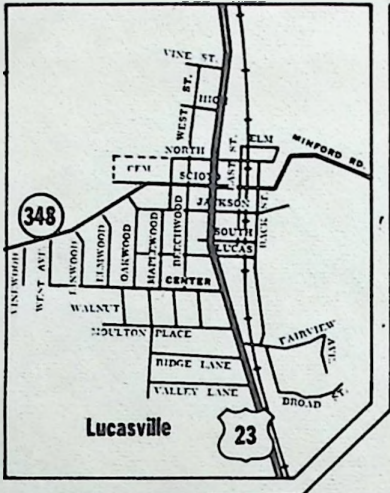 VINE ST.
WEST ST.
HIGH
ELM
NORTH
EAST ST.
MINFORD RD.
CEM
SCIOTO
348
JACKSON
BACK ST.
SOUTH
LUCAS
VINEWOOD
WEST AVE
LINWOOD
ELMWOOD
OAKWOOD
MAPLEWOOD
BEECHWOOD
CENTER
WALNUT
MOULTON PLACE
FAIRVIEW AVE.
RIDGE LANE
VALLEY LANE
BROAD ST.
Lucasville
23